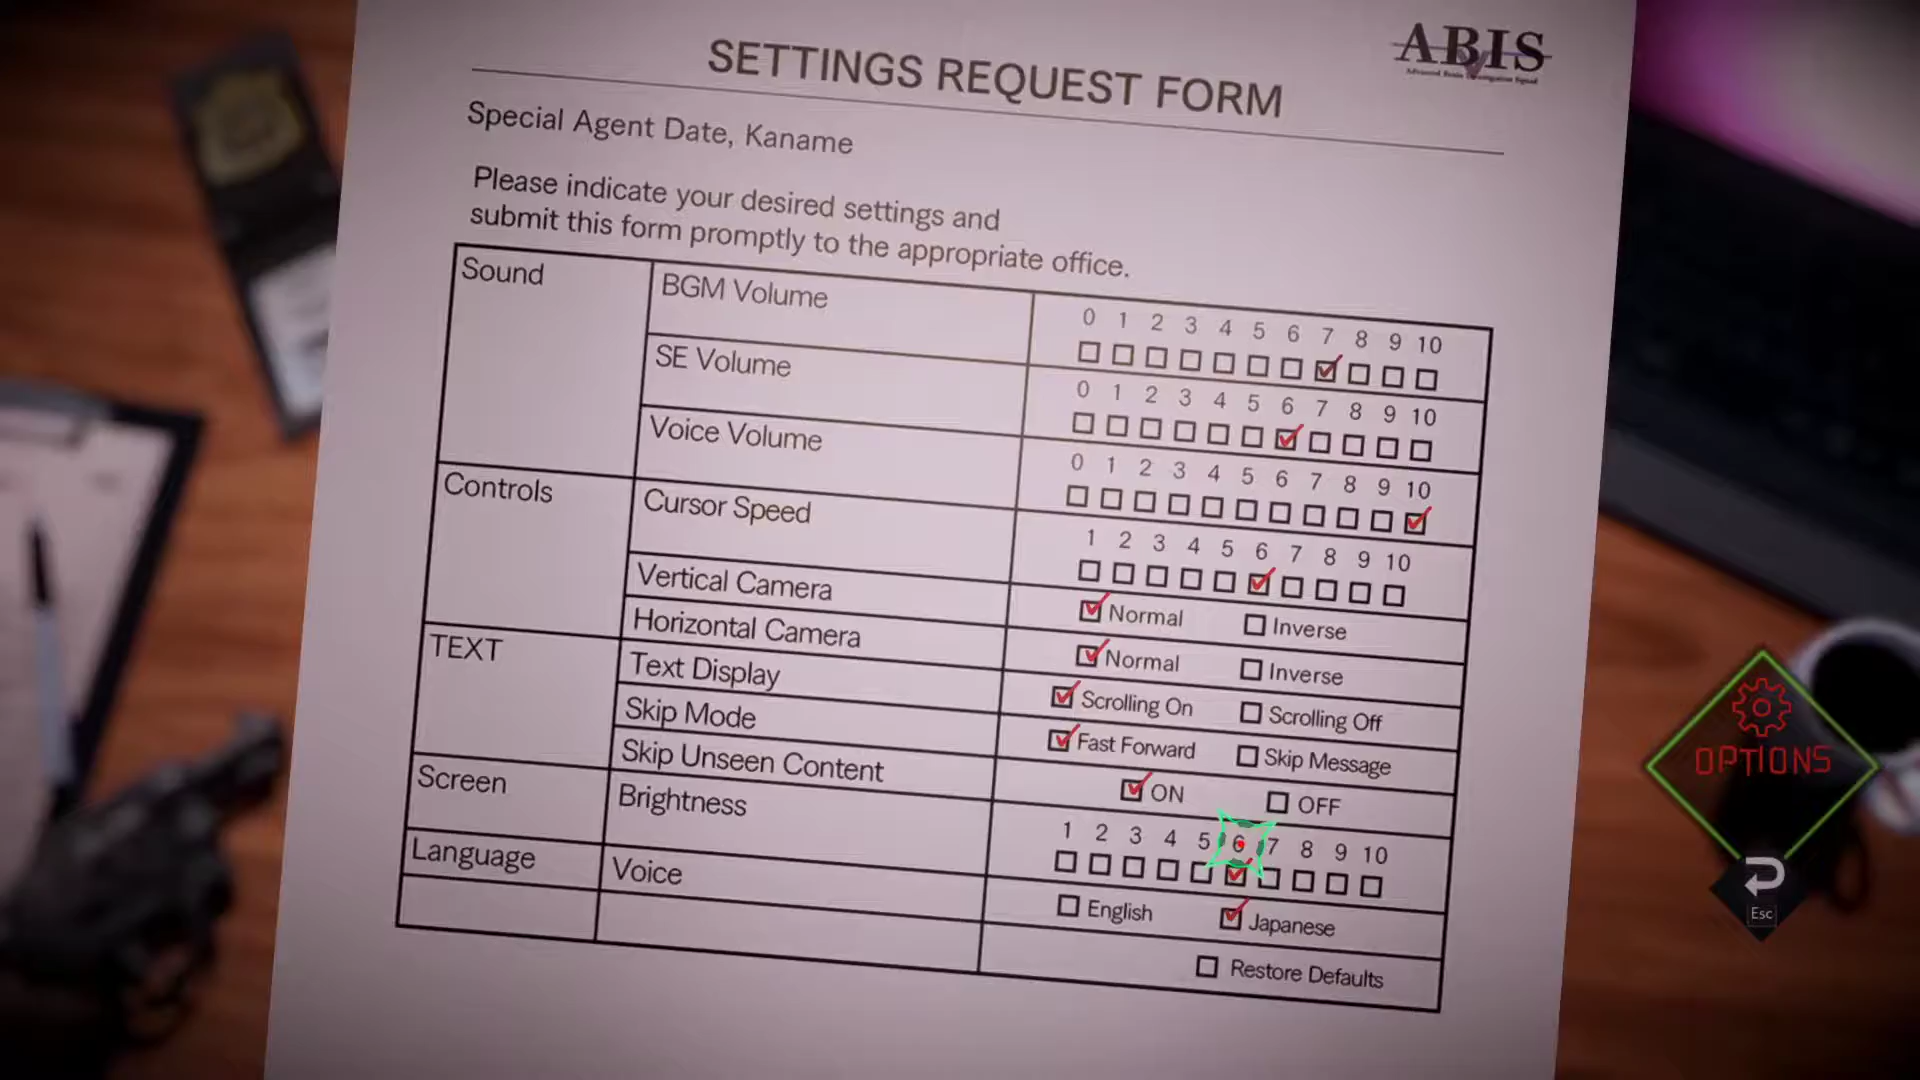 ABIS
SETTINGS REQUEST FORM
Special Agent Date, Kaname
Please indicate your desired settings and
submit this form promptly to the appropriate office.
Sound
BGM Volume
0 1 2 3 4 5 6 7 8 9 10
SE Volume
0 1 2 3 4 5 6 7 8 9 10
Voice Volume
0 1 2 3 4 5 6 7 8 9 10
Controls
Cursor Speed
1 2 3 4 5 6 7 8 9 10
Vertical Camera
Normal Inverse
Horizontal Camera
Normal Inverse
TEXT
Text Display
Scrolling On Scrolling Off
Skip Mode
Fast Forward Skip Message
Skip Unseen Content
ON OFF
Screen
Brightness
1 2 3 4 5 6 7 8 9 10
Language
Voice
English Japanese
Restore Defaults
OPTIONS
Esc